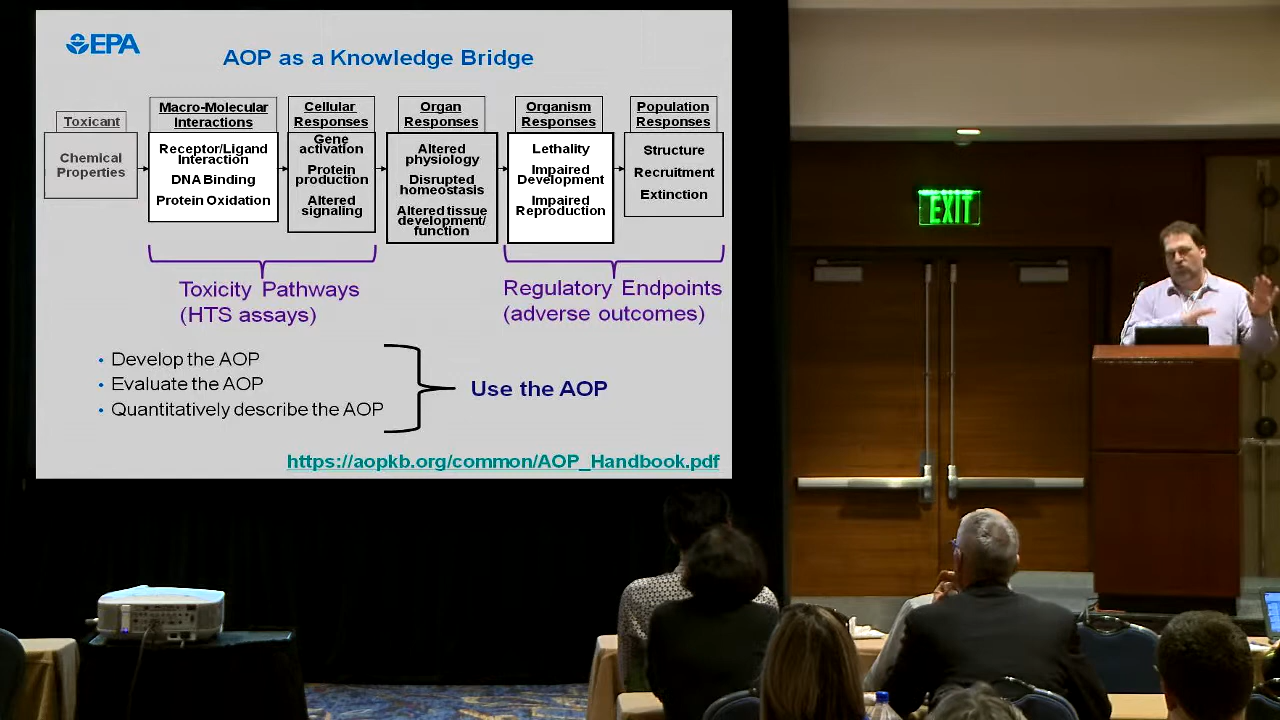 EPA
AOP as a Knowledge Bridge
Toxicant
Chemical
Properties
Macro-Molecular
Interactions
Receptor/Ligand
Interaction
DNA Binding
Protein Oxidation
Cellular
Responses
Gene
activation
Protein
production
Altered
signaling
Organ
Responses
Altered
physiology
Disrupted
homeostasis
Altered tissue
development/
function
Organism
Responses
Lethality
Impaired
Development
Impaired
Reproduction
Population
Responses
Structure
Recruitment
Extinction
Toxicity Pathways
(HTS assays)
Regulatory Endpoints
(adverse outcomes)
• Develop the AOP
• Evaluate the AOP
• Quantitatively describe the AOP
Use the AOP
https://aopkb.org/common/AOP_Handbook.pdf
EXIT